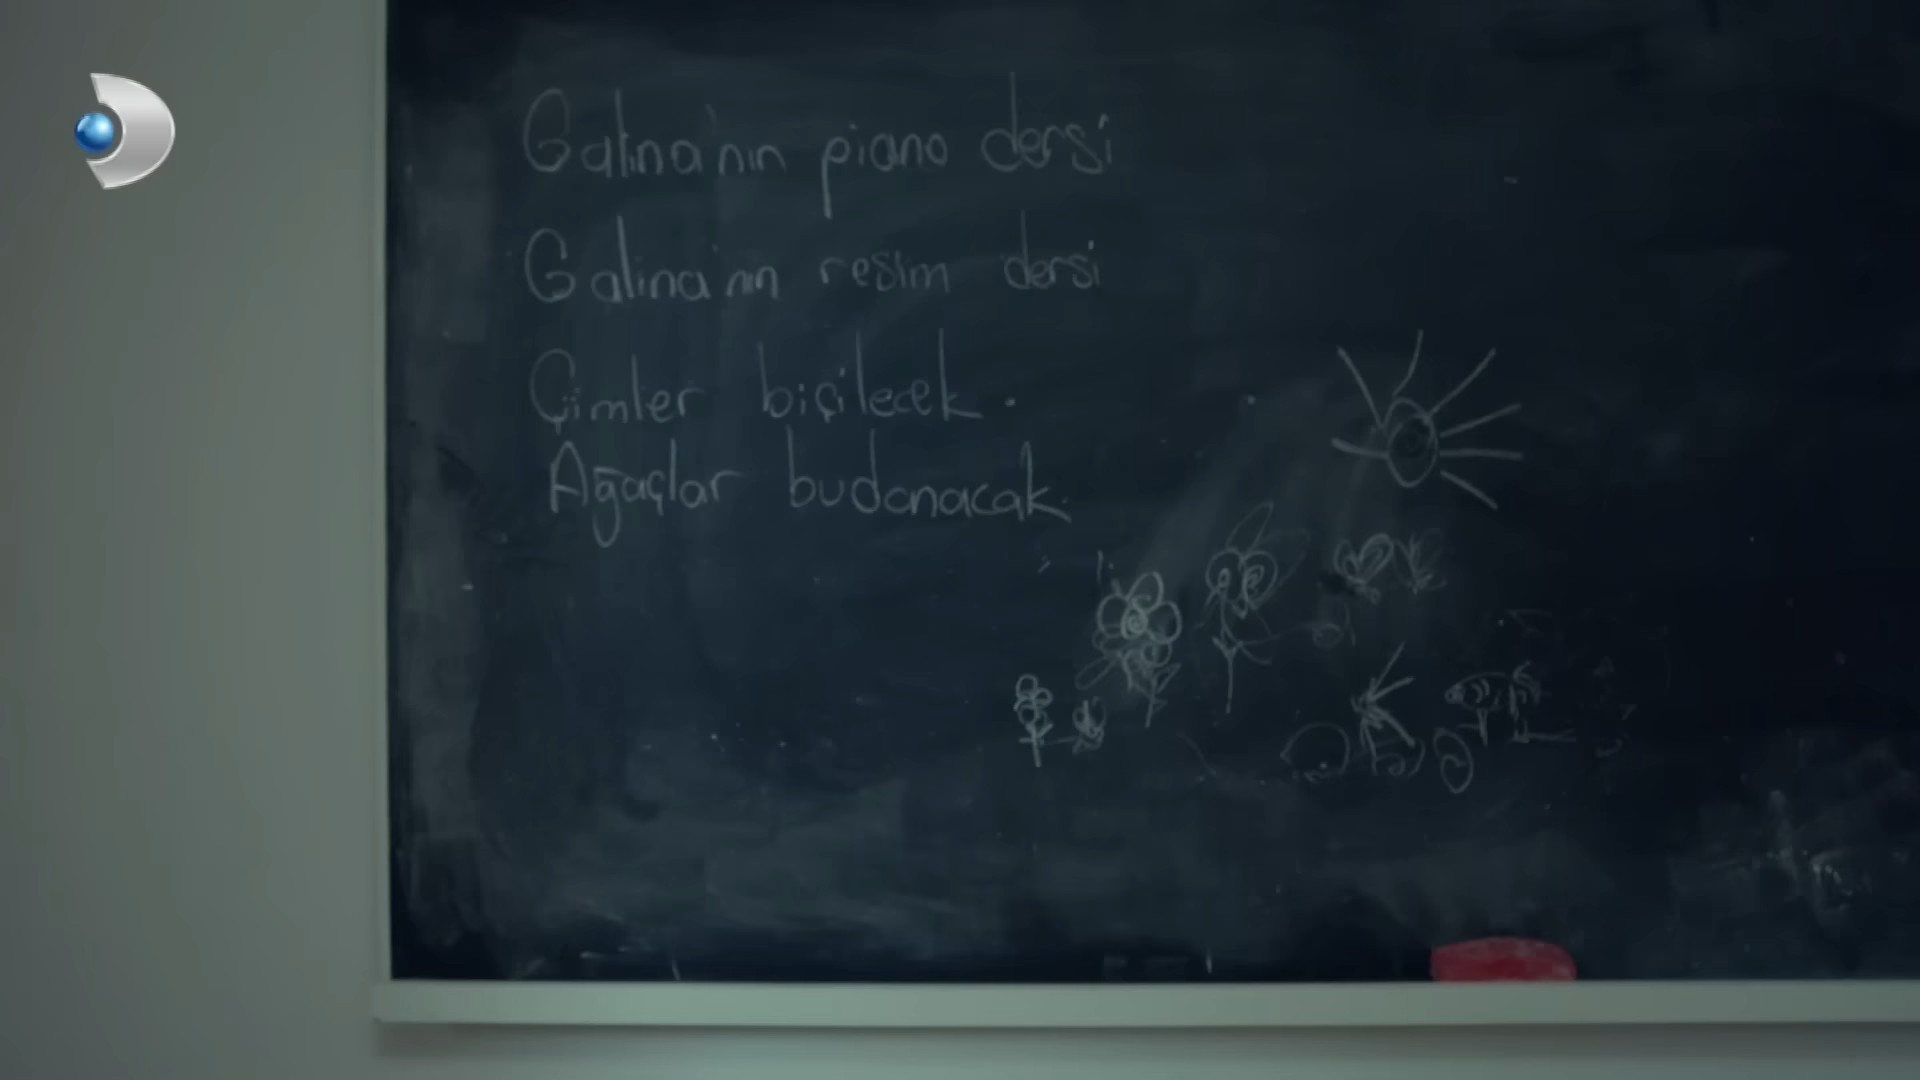 Galina'nın piano dersi
Galina'nın resim dersi
Çimler biçilecek.
Ağaçlar budanacak.